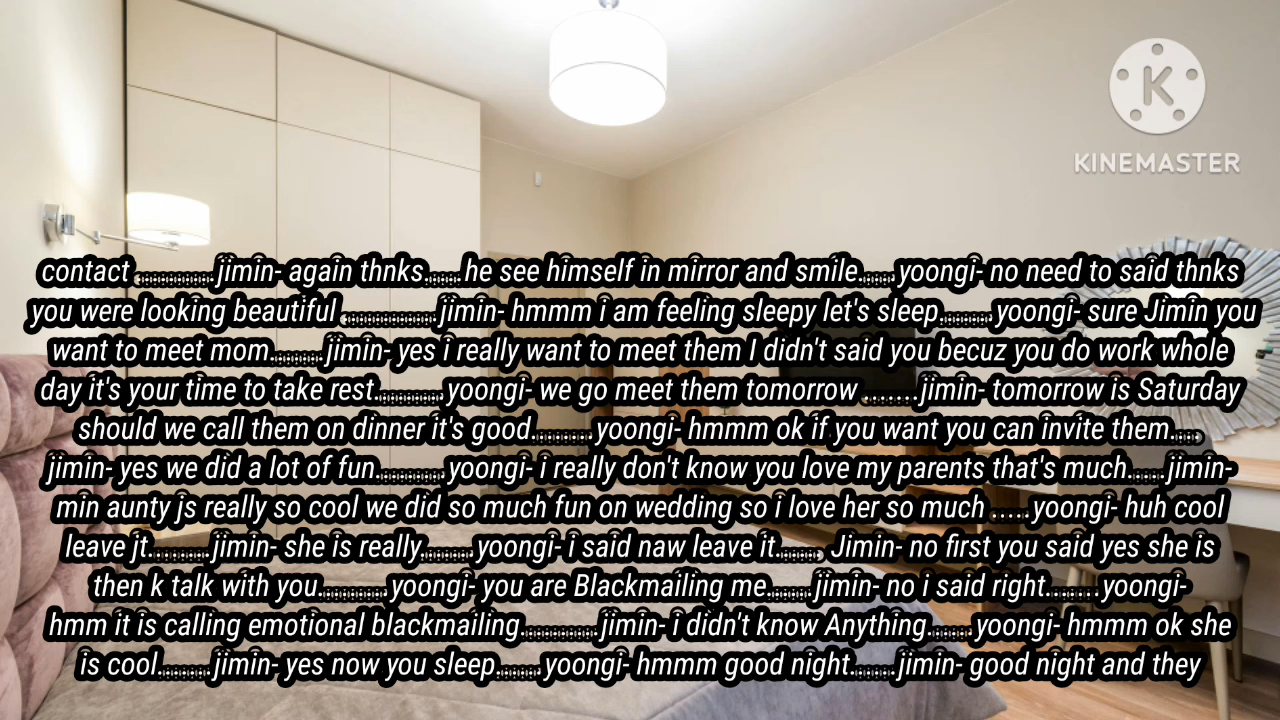 KINEMASTER
contact ..............jimin- again thnks.......he see himself in mirror and smile.......yoongi- no need to said thnks
you were looking beautiful .................jimin- hmmm i am feeling sleepy let's sleep..........yoongi- sure Jimin you
want to meet mom..........jimin- yes i really want to meet them I didn't said you becuz you do work whole
day it's your time to take rest.............yoongi- we go meet them tomorrow ........jimin- tomorrow is Saturday
should we call them on dinner it's good............yoongi- hmmm ok if you want you can invite them.....
jimin- yes we did a lot of fun.............yoongi- i really don't know you love my parents that's much.......jimin-
min aunty js really so cool we did so much fun on wedding so i love her so much ......yoongi- huh cool
leave jt............jimin- she is really..........yoongi- i said naw leave it......... Jimin- no first you said yes she is
then k talk with you.............yoongi- you are Blackmailing me.........jimin- no i said right.........yoongi-
hmm it is calling emotional blackmailing..............jimin- i didn't know Anything........yoongi- hmmm ok she
is cool..........jimin- yes now you sleep.........yoongi- hmmm good night........jimin- good night and they